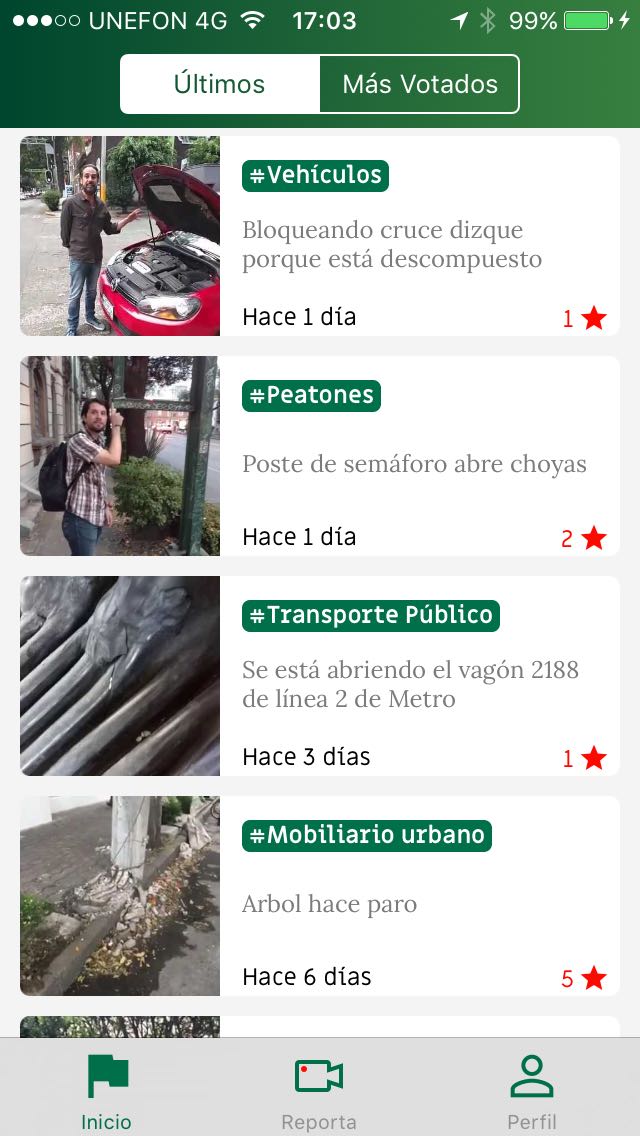 UNEFON 4G 17:03 99%
Últimos Más Votados
#Vehículos
Bloqueando cruce dizque
porque está descompuesto
Hace 1 día 1
#Peatones
Poste de semáforo abre choyas
Hace 1 día 2
#Transporte Público
Se está abriendo el vagón 2188
de línea 2 de Metro
Hace 3 días 1
#Mobiliario urbano
Arbol hace paro
Hace 6 días 5
Inicio Reporta Perfil